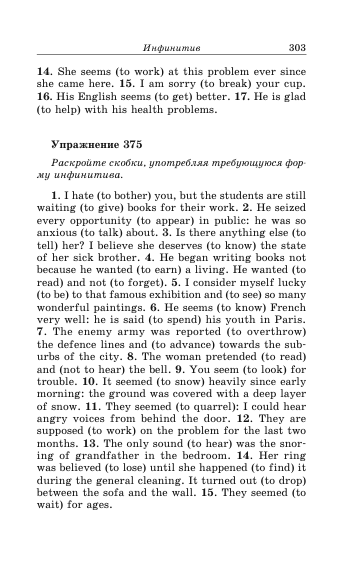 Инфинитив 303
14. She seems (to work) at this problem ever since
she came here. 15. I am sorry (to break) your cup.
16. His English seems (to get) better. 17. He is glad
(to help) with his health problems.
Упражнение 375
Раскройте скобки, употребляя требующуюся фор-
му инфинитива.
1. I hate (to bother) you, but the students are still
waiting (to give) books for their work. 2. He seized
every opportunity (to appear) in public: he was so
anxious (to talk) about. 3. Is there anything else (to
tell) her? I believe she deserves (to know) the state
of her sick brother. 4. He began writing books not
because he wanted (to earn) a living. He wanted (to
read) and not (to forget). 5. I consider myself lucky
(to be) to that famous exhibition and (to see) so many
wonderful paintings. 6. He seems (to know) French
very well: he is said (to spend) his youth in Paris.
7. The enemy army was reported (to overthrow)
the defence lines and (to advance) towards the sub-
urbs of the city. 8. The woman pretended (to read)
and (not to hear) the bell. 9. You seem (to look) for
trouble. 10. It seemed (to snow) heavily since early
morning: the ground was covered with a deep layer
of snow. 11. They seemed (to quarrel): I could hear
angry voices from behind the door. 12. They are
supposed (to work) on the problem for the last two
months. 13. The only sound (to hear) was the snor-
ing of grandfather in the bedroom. 14. Her ring
was believed (to lose) until she happened (to find) it
during the general cleaning. It turned out (to drop)
between the sofa and the wall. 15. They seemed (to
wait) for ages.